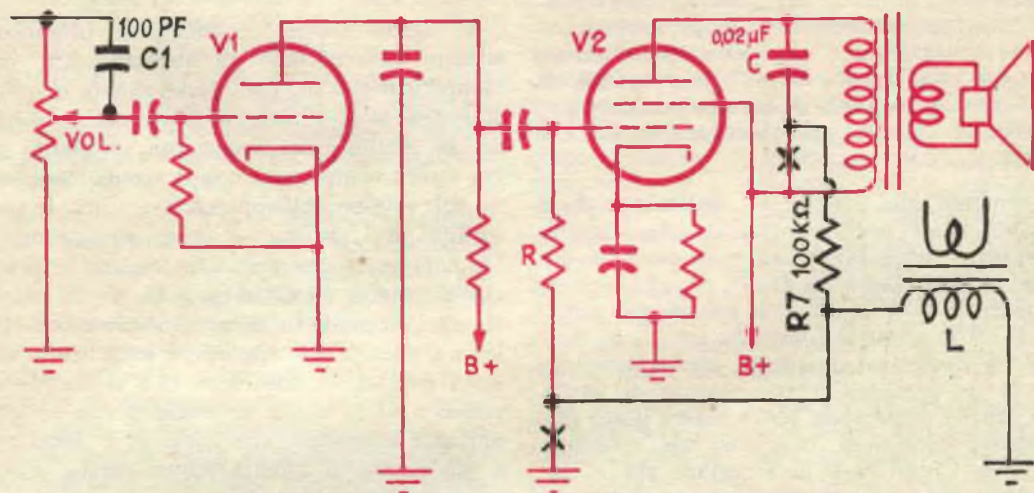 100 PF
C1
V1
VOL.
B+
V2
R
0,02µF
C
B+
R7 100kΩ
L